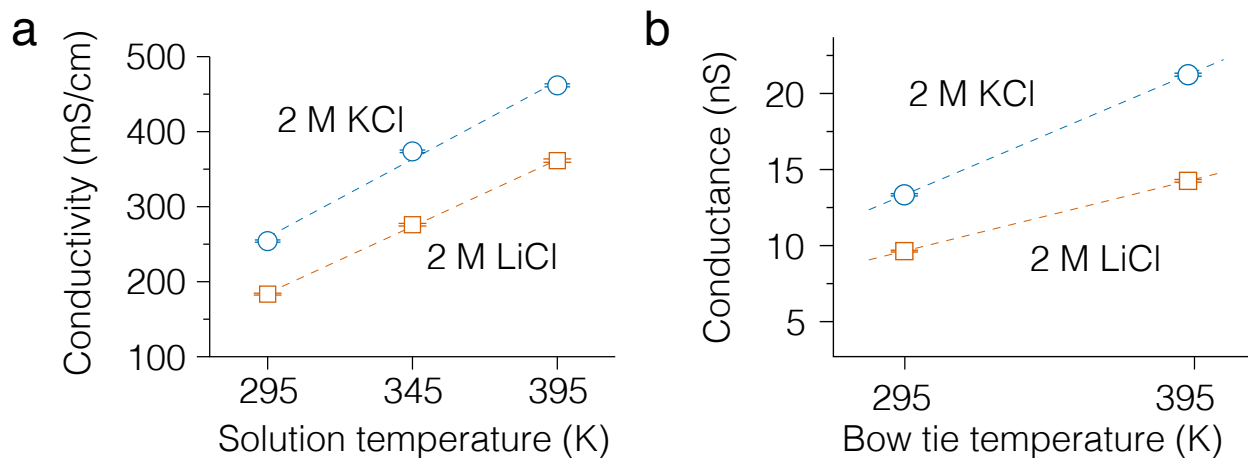 a
Conductivity (mS/cm)
500
400
300
200
100
2 M KCl
2 M LiCl
295
345
395
Solution temperature (K)
b
Conductance (nS)
20
15
10
5
2 M KCl
2 M LiCl
295
395
Bow tie temperature (K)